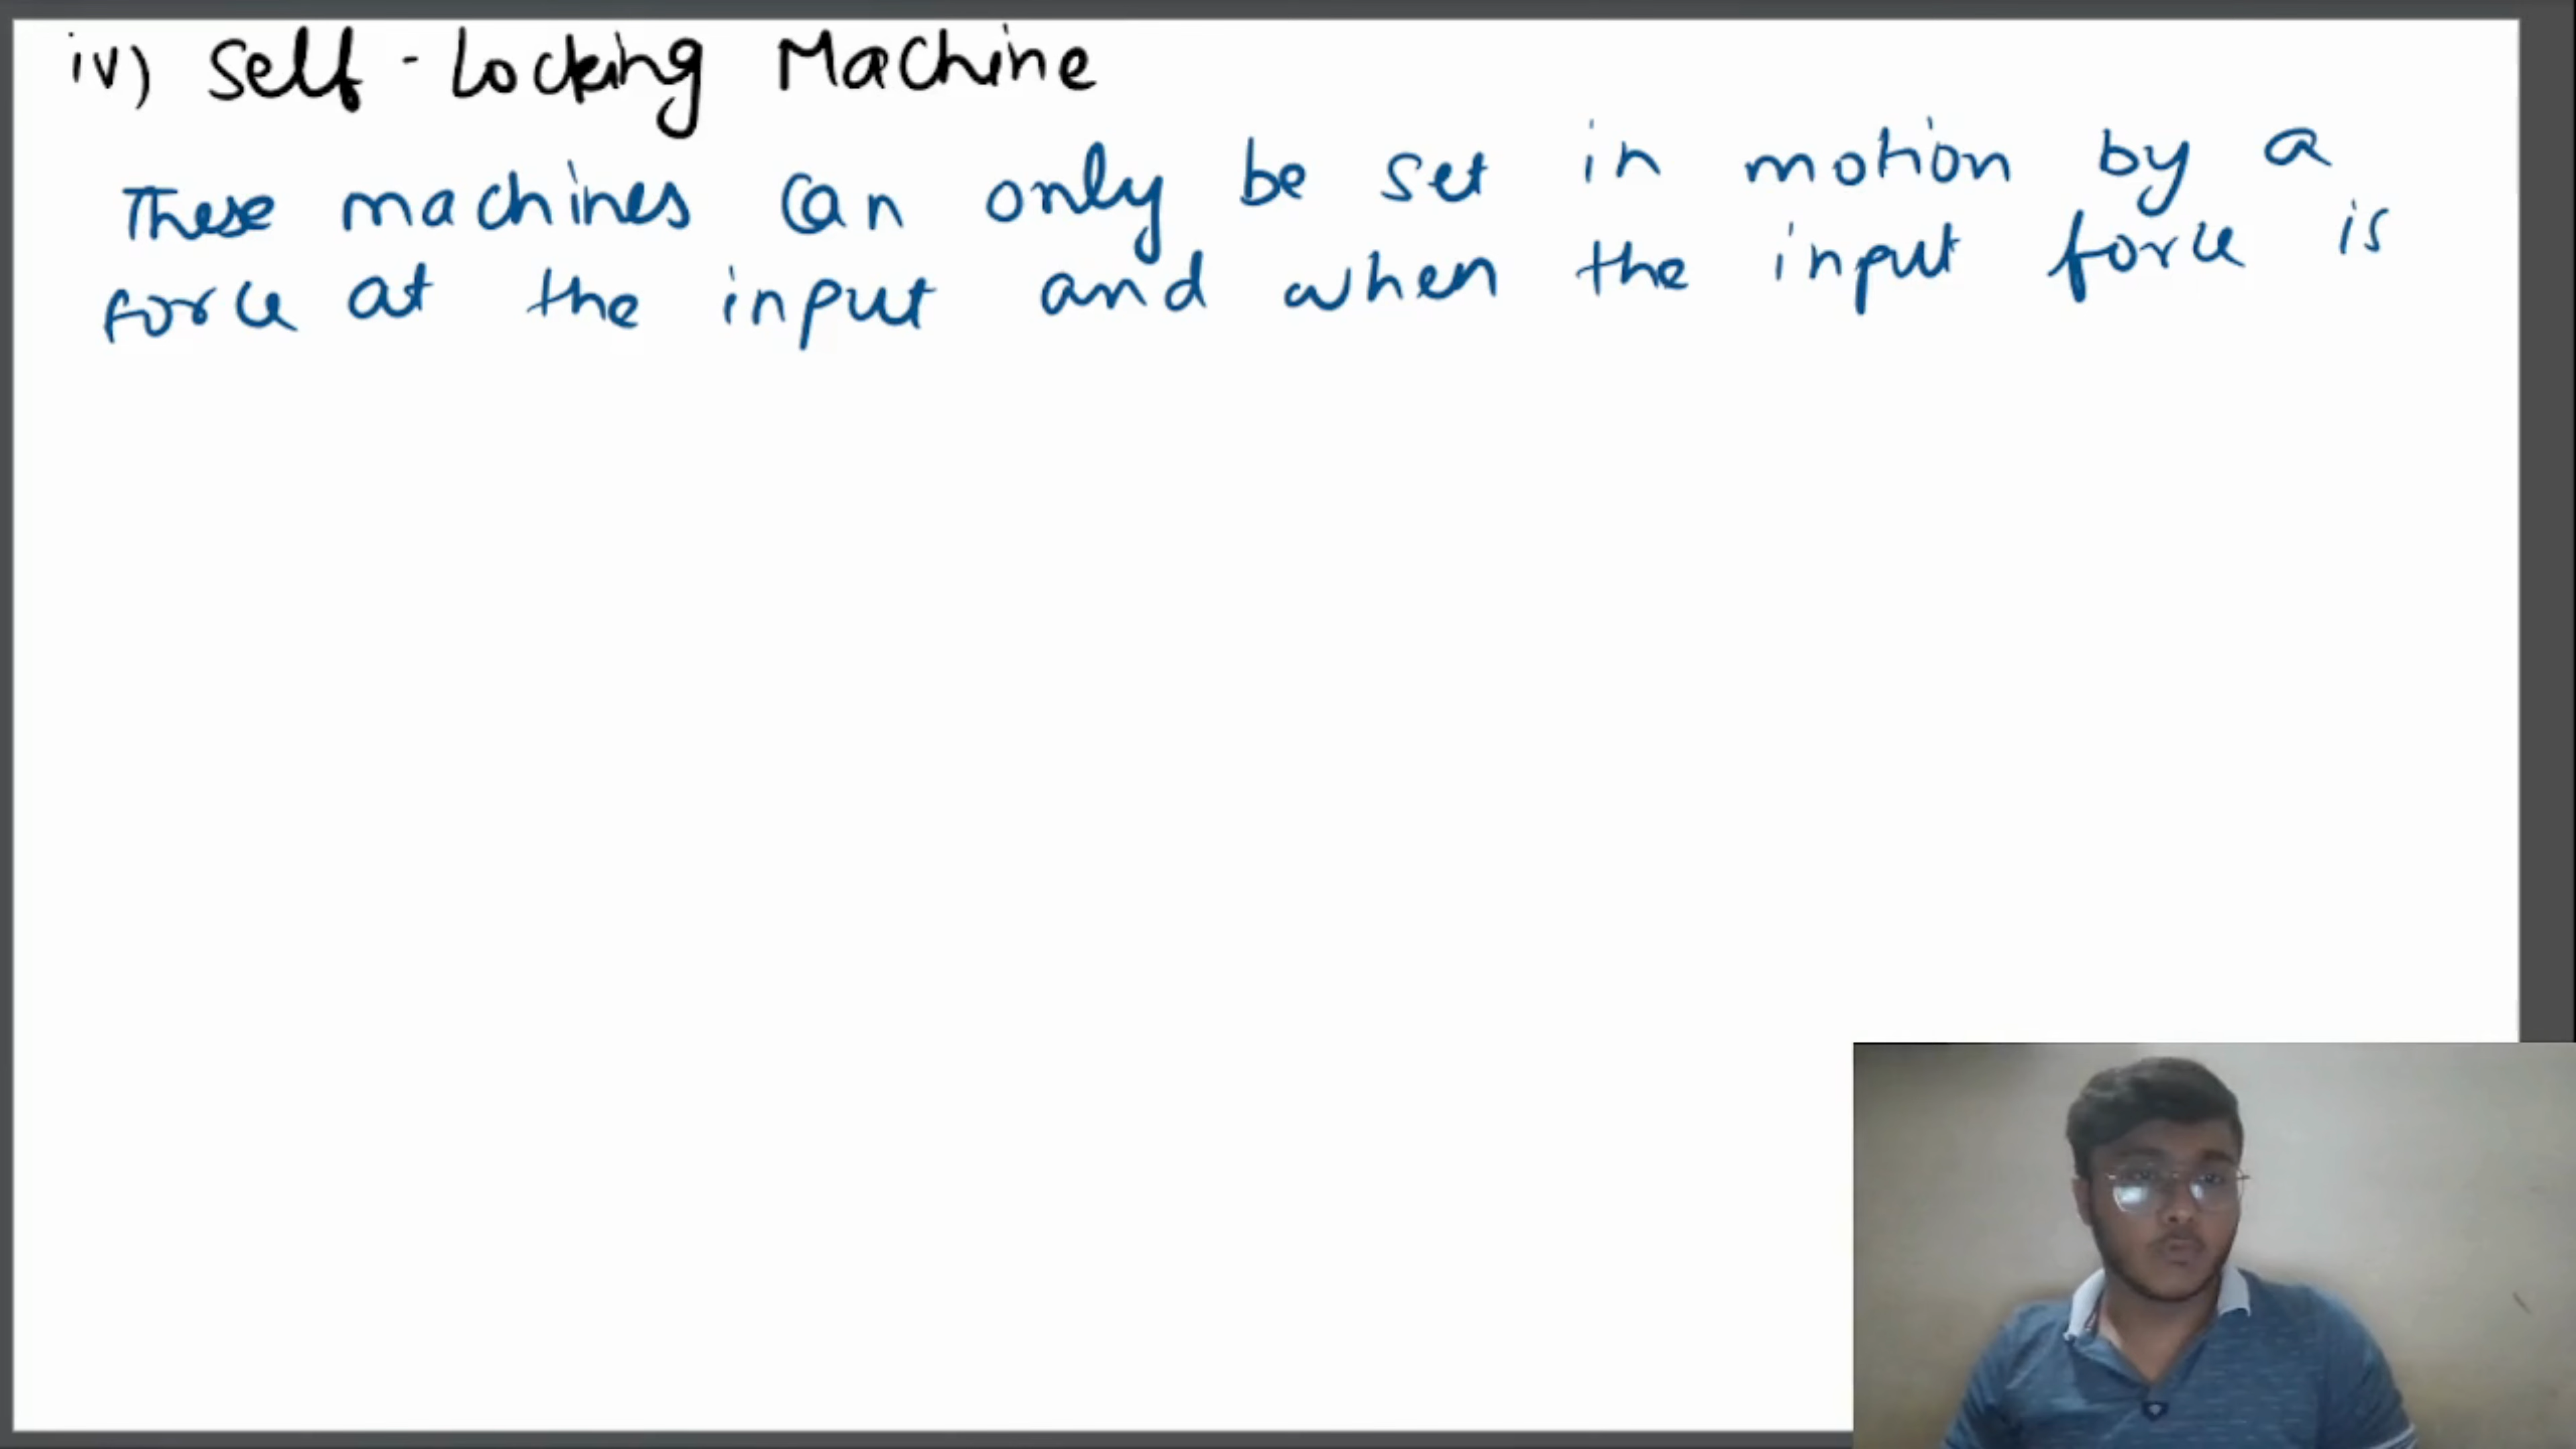 iv) Self-Locking Machine
These machines can only be set in motion by a
force at the input and when the input force is